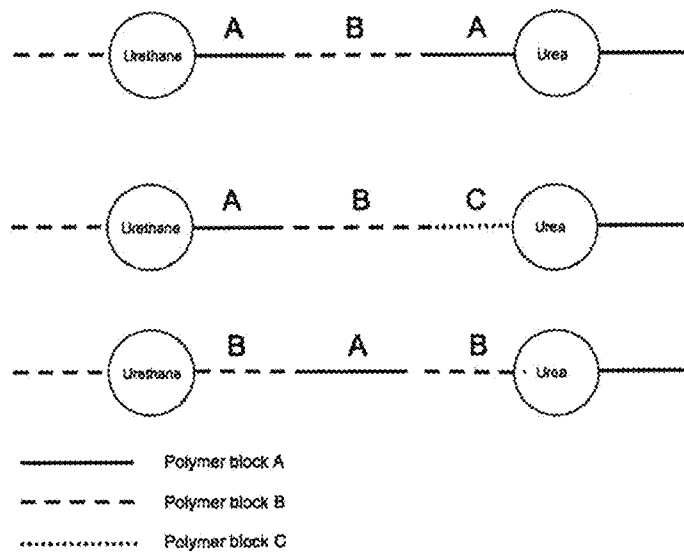 A B A
Urethane Urea
A B C
Urethane Urea
B A B
Urethane Urea
Polymer block A
Polymer block B
Polymer block C